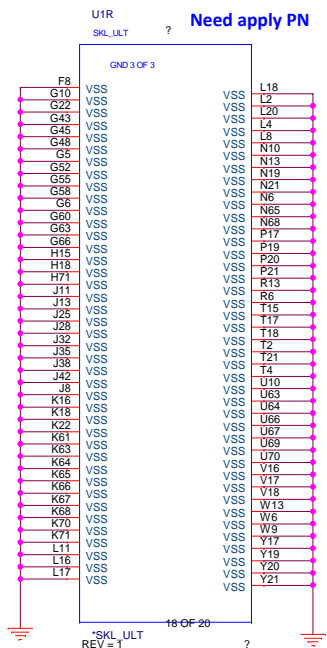 U1R
Need apply PN
SKL_ULT
?
GND 3 OF 3
F8 VSS
G10 VSS
G22 VSS
G43 VSS
G45 VSS
G48 VSS
G5 VSS
G52 VSS
G55 VSS
G58 VSS
G6 VSS
G60 VSS
G63 VSS
G66 VSS
H15 VSS
H18 VSS
H71 VSS
J11 VSS
J13 VSS
J25 VSS
J28 VSS
J32 VSS
J35 VSS
J38 VSS
J42 VSS
J8 VSS
K16 VSS
K18 VSS
K22 VSS
K61 VSS
K63 VSS
K64 VSS
K65 VSS
K66 VSS
K67 VSS
K68 VSS
K70 VSS
K71 VSS
L11 VSS
L16 VSS
L17 VSS
VSS L18
VSS L2
VSS L20
VSS L4
VSS L8
VSS N10
VSS N13
VSS N19
VSS N21
VSS N6
VSS N65
VSS N68
VSS P17
VSS P19
VSS P20
VSS P21
VSS R13
VSS R6
VSS T15
VSS T17
VSS T18
VSS T2
VSS T21
VSS T4
VSS U10
VSS U63
VSS U64
VSS U66
VSS U67
VSS U69
VSS U70
VSS V16
VSS V17
VSS V18
VSS W13
VSS W6
VSS W9
VSS Y17
VSS Y19
VSS Y20
VSS Y21
18 OF 20
*SKL_ULT
REV = 1
?